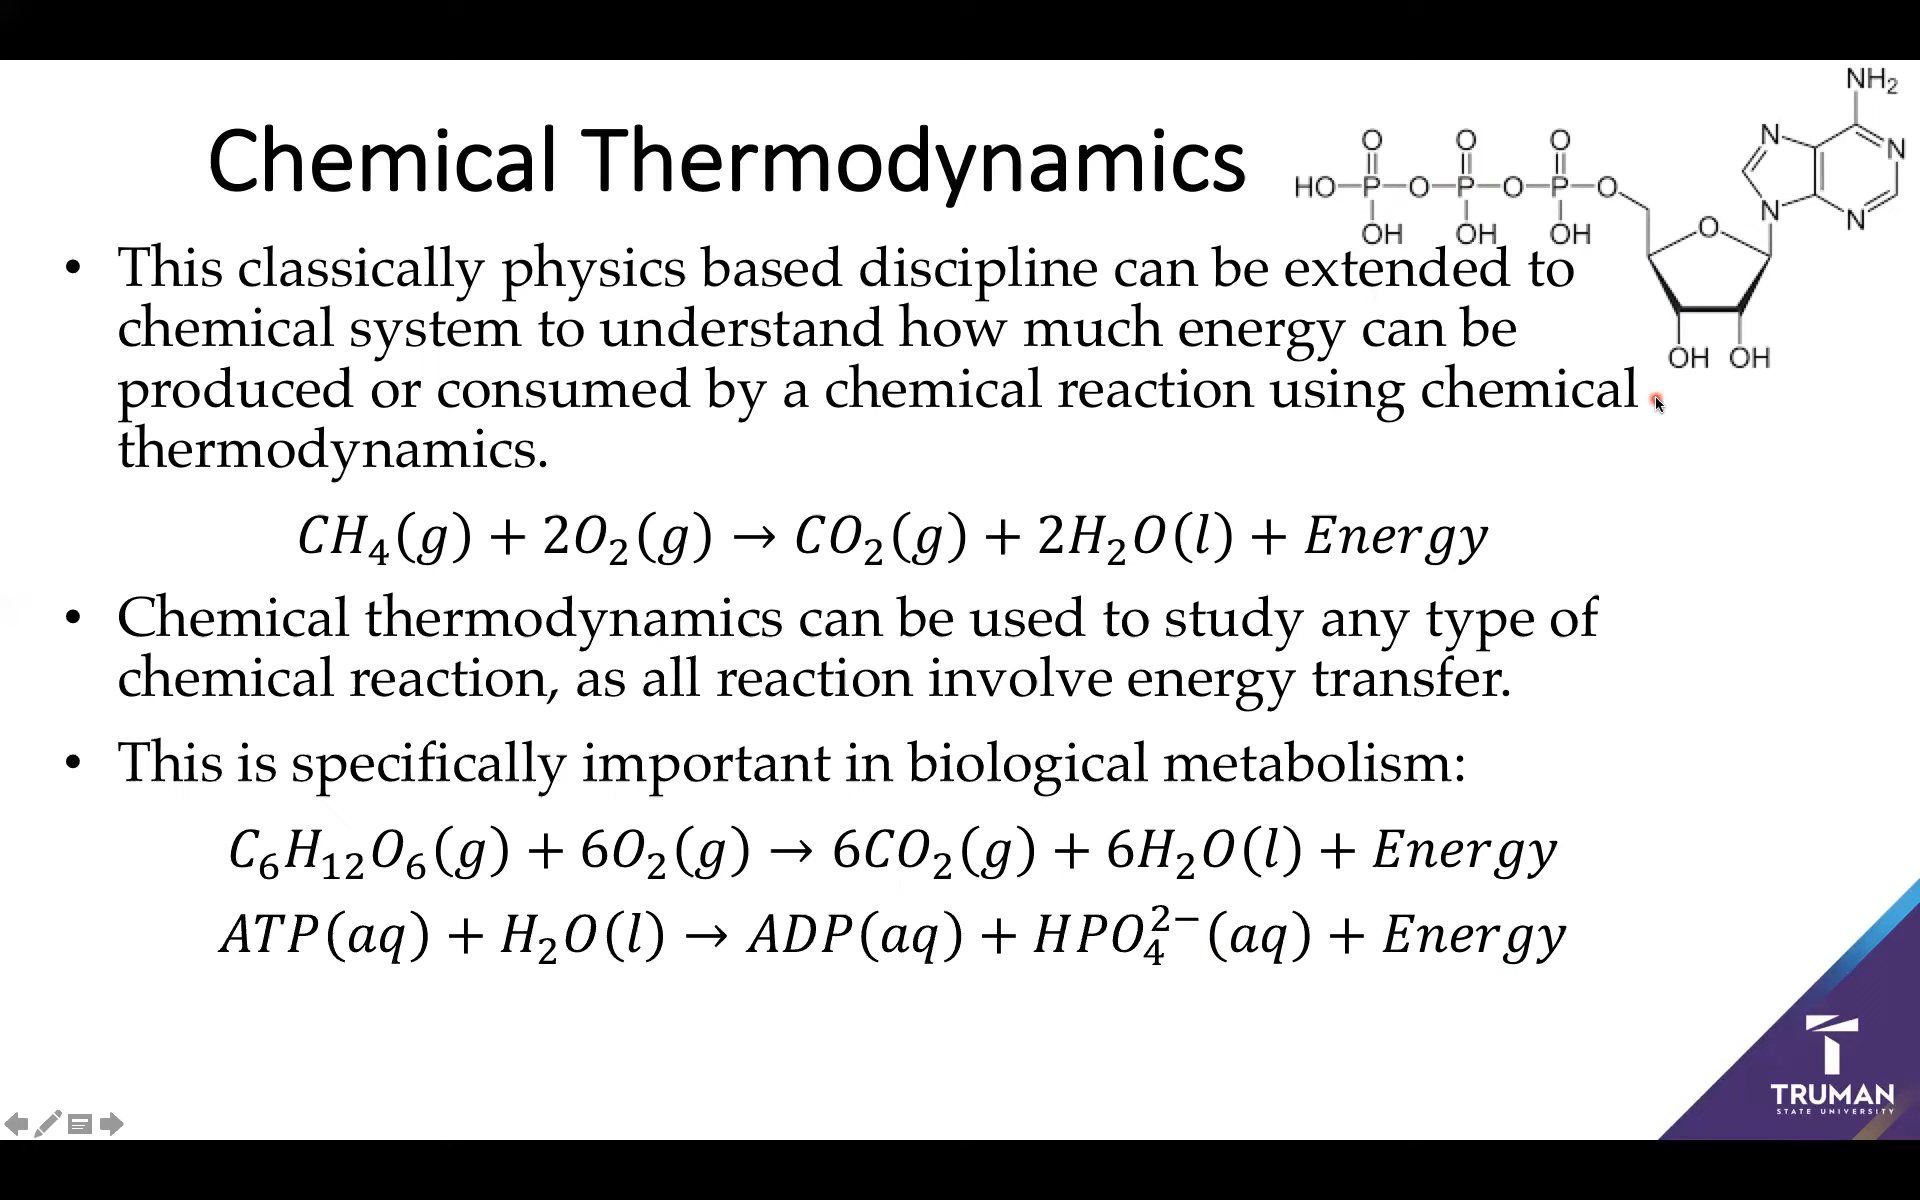 Chemical Thermodynamics
NH₂
N N
O O O
HO P O P O P O
N N
OH OH OH
O
OH OH
• This classically physics based discipline can be extended to
chemical system to understand how much energy can be
produced or consumed by a chemical reaction using chemical
thermodynamics.
CH₄(g) + 2O₂(g) → CO₂(g) + 2H₂O(l) + Energy
• Chemical thermodynamics can be used to study any type of
chemical reaction, as all reaction involve energy transfer.
• This is specifically important in biological metabolism:
C₆H₁₂O₆(g) + 6O₂(g) → 6CO₂(g) + 6H₂O(l) + Energy
ATP(aq) + H₂O(l) → ADP(aq) + HPO₄²⁻(aq) + Energy
TRUMAN
STATE UNIVERSITY